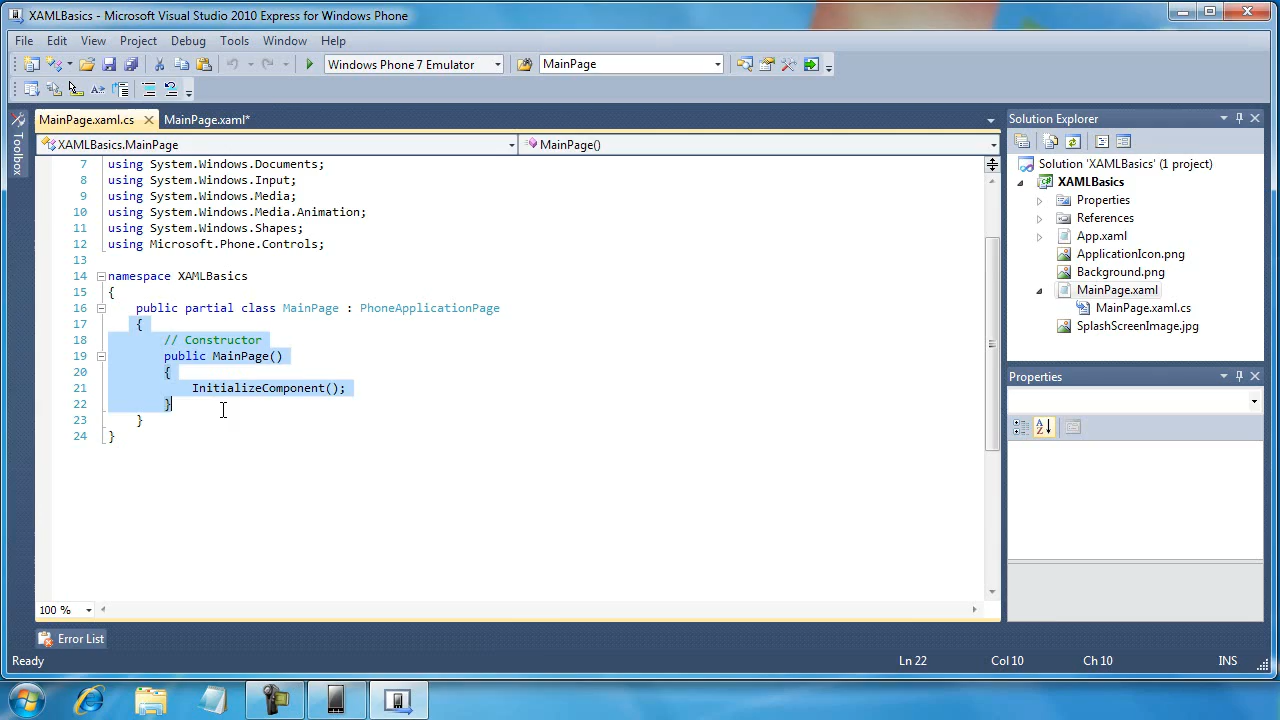 XAMLBasics - Microsoft Visual Studio 2010 Express for Windows Phone
File Edit View Project Debug Tools Window Help
Windows Phone 7 Emulator MainPage
MainPage.xaml.cs MainPage.xaml*
XAMLBasics.MainPage MainPage()
Toolbox
7 using System.Windows.Documents;
8 using System.Windows.Input;
9 using System.Windows.Media;
10 using System.Windows.Media.Animation;
11 using System.Windows.Shapes;
12 using Microsoft.Phone.Controls;
13
14 namespace XAMLBasics
15 {
16 public partial class MainPage : PhoneApplicationPage
17 {
18 // Constructor
19 public MainPage()
20 {
21 InitializeComponent();
22 }
23 }
24 }
100 %
Solution Explorer
Solution 'XAMLBasics' (1 project)
XAMLBasics
Properties
References
App.xaml
ApplicationIcon.png
Background.png
MainPage.xaml
MainPage.xaml.cs
SplashScreenImage.jpg
Properties
Error List
Ready Ln 22 Col 10 Ch 10 INS